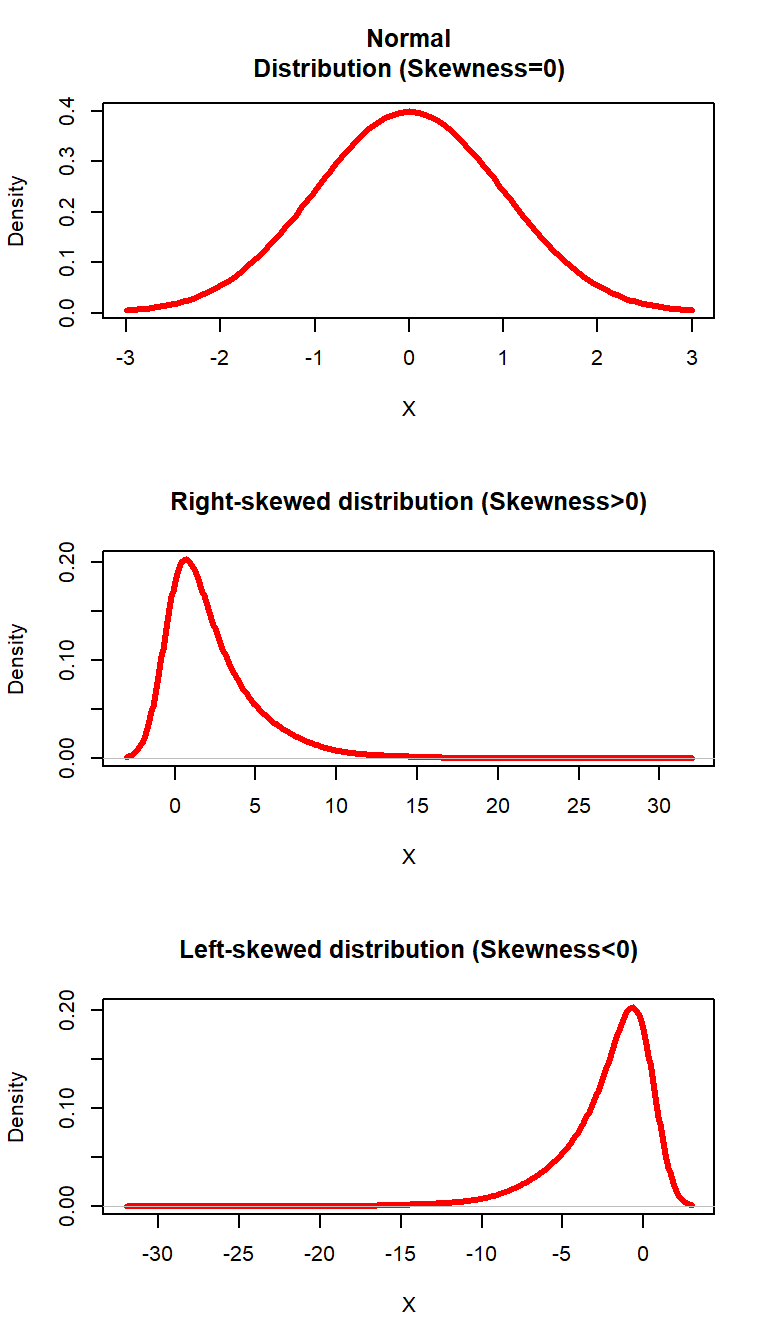 Normal
Distribution (Skewness=0)
Density
0.0 0.1 0.2 0.3 0.4
-3 -2 -1 0 1 2 3
X
Right-skewed distribution (Skewness>0)
Density
0.00 0.10 0.20
0 5 10 15 20 25 30
X
Left-skewed distribution (Skewness<0)
Density
0.00 0.10 0.20
-30 -25 -20 -15 -10 -5 0
X